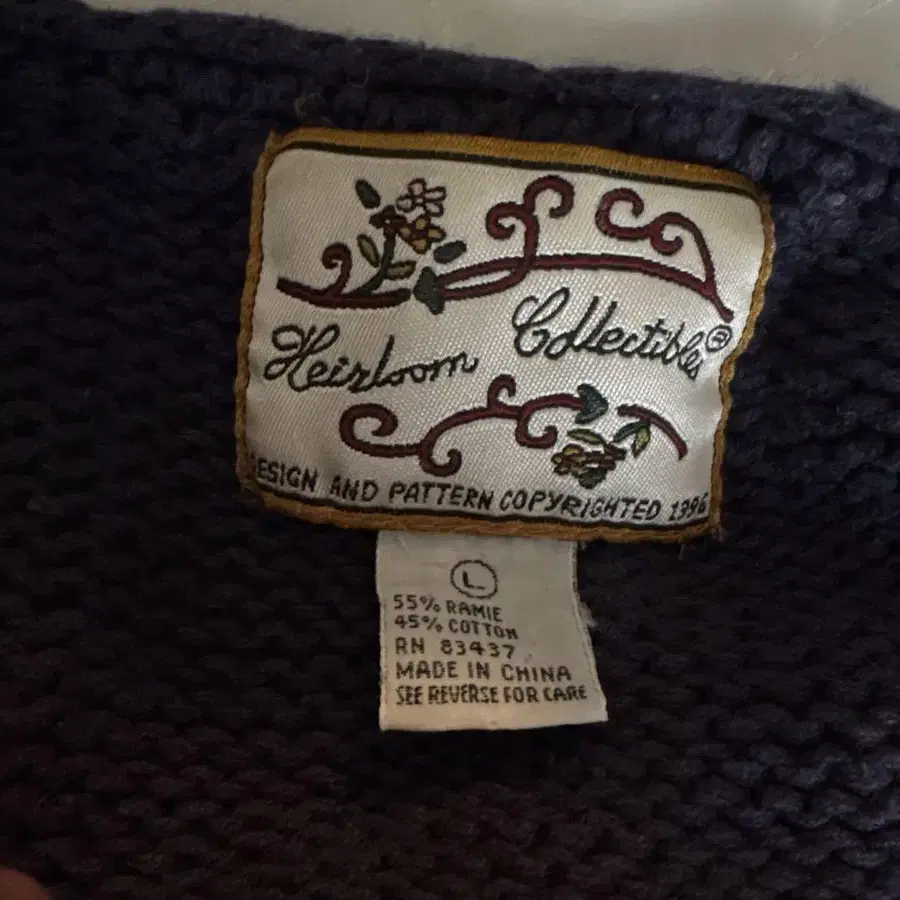 Heirloom Collectibles®
ESIGN AND PATTERN COPYRIGHTED 1996
L
55% RAMIE
45% COTTON
RN 83437
MADE IN CHINA
SEE REVERSE FOR CARE